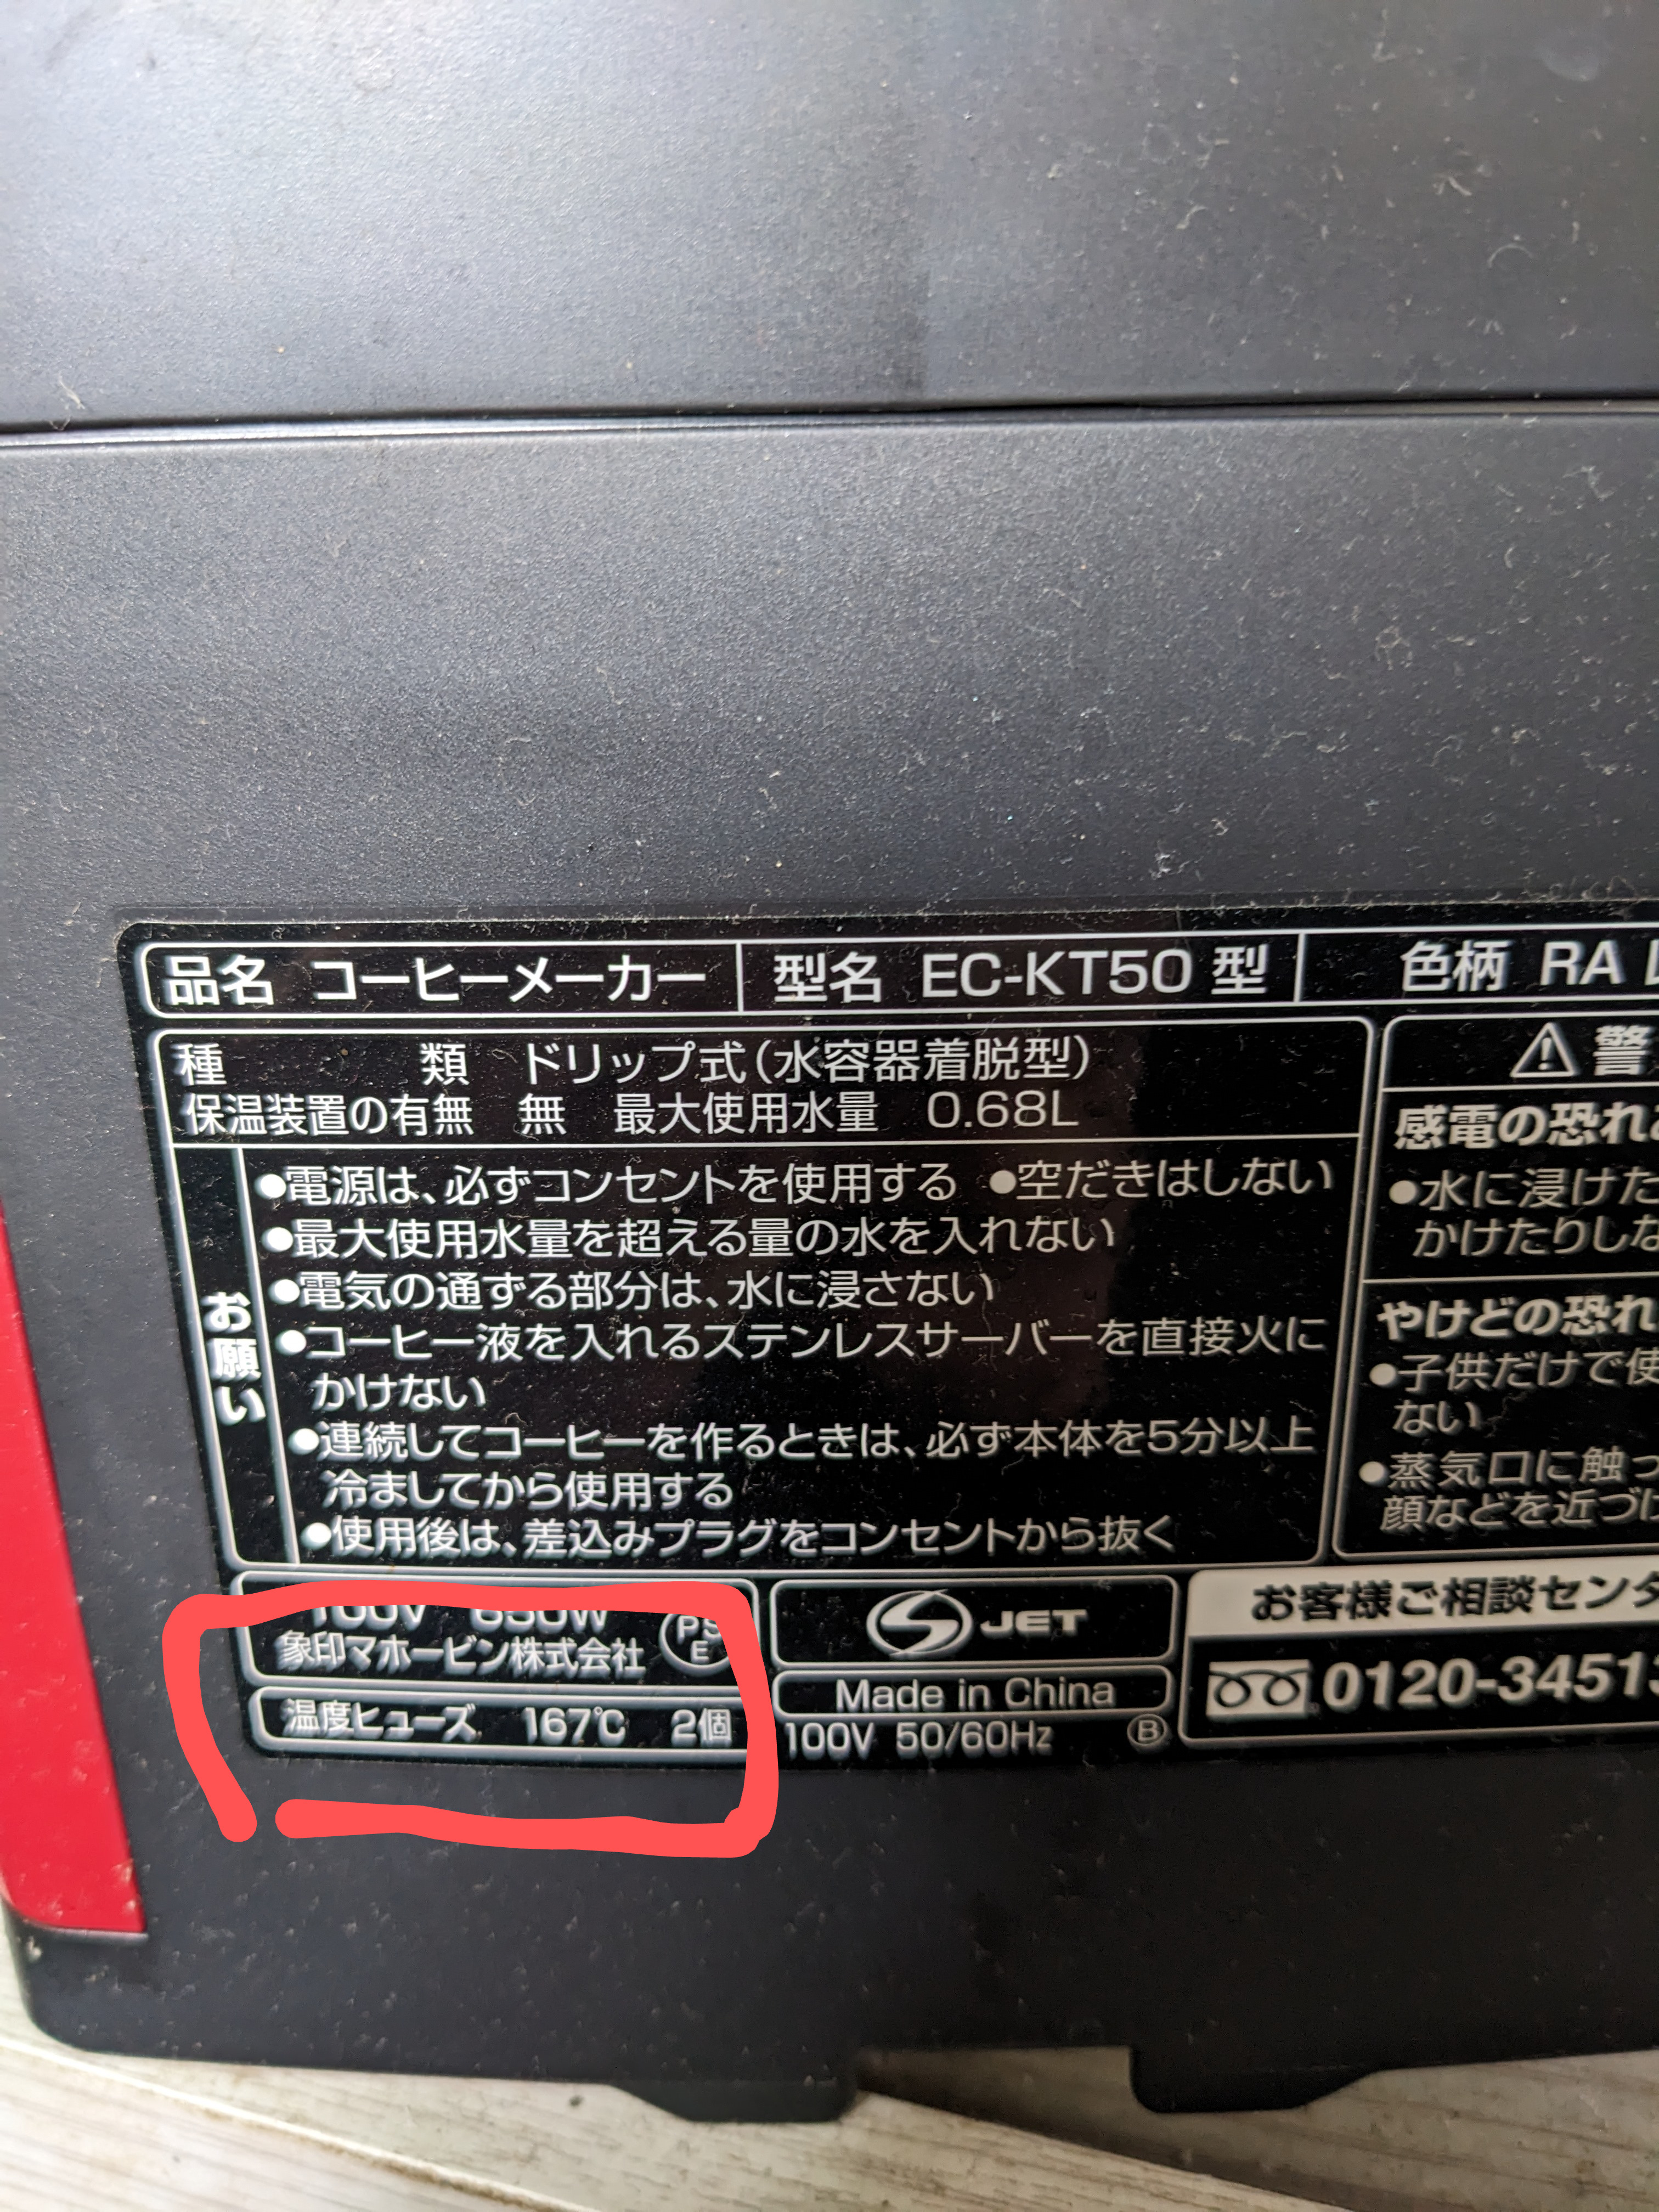 品名 コーヒーメーカー 型名 EC-KT50 型 色柄 RA
種類 ドリップ式(水容器着脱型)
保温装置の有無 無 最大使用水量 0.68L
お願い
●電源は、必ずコンセントを使用する ●空だきはしない
●最大使用水量を超える量の水を入れない
●電気の通ずる部分は、水に浸さない
●コーヒー液を入れるステンレスサーバーを直接火に
かけない
●連続してコーヒーを作るときは、必ず本体を5分以上
冷ましてから使用する
●使用後は、差込みプラグをコンセントから抜く
⚠警
感電の恐れ
●水に浸けた
かけたりしな
やけどの恐れ
●子供だけで使
ない
●蒸気口に触っ
顔などを近づけ
100V 650W
象印マホービン株式会社
PS
E
温度ヒューズ 167℃ 2個
S JET
Made in China
100V 50/60Hz Ⓑ
お客様ご相談センタ
0120-34513